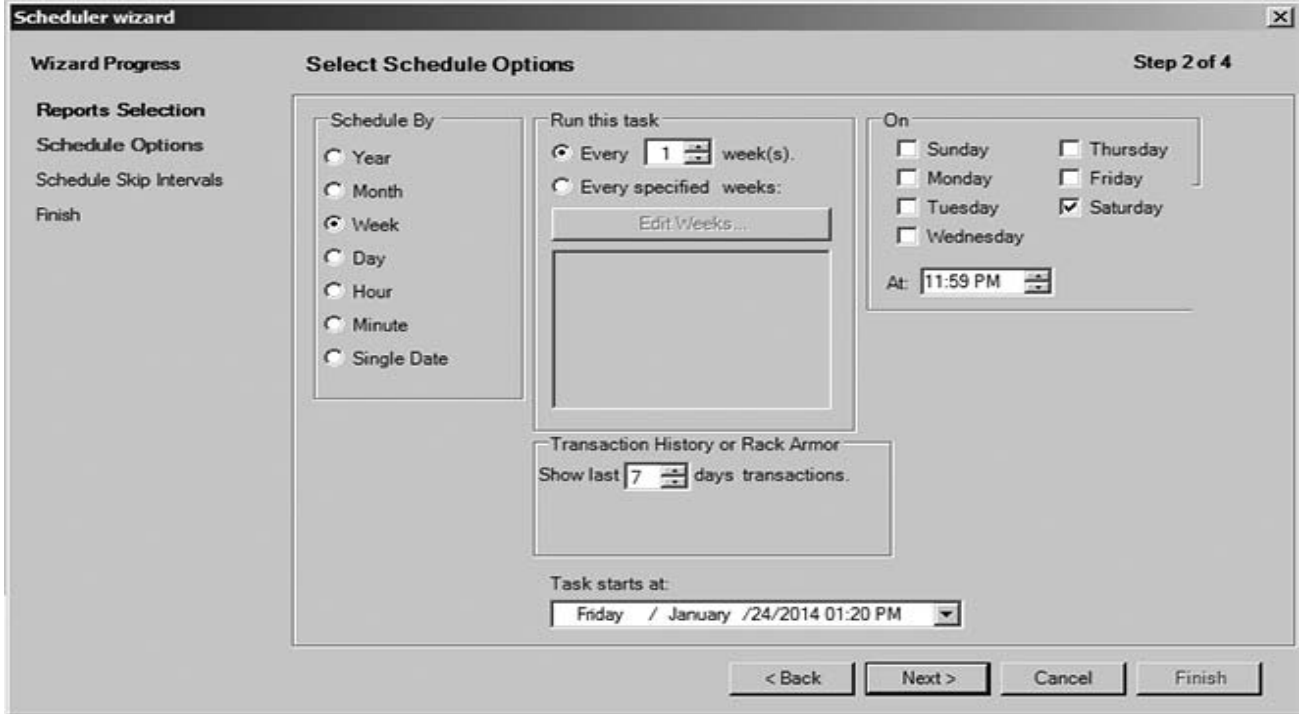 Scheduler wizard
Wizard Progress
Select Schedule Options
Step 2 of 4
Reports Selection
Schedule Options
Schedule Skip Intervals
Finish
Schedule By
Year
Month
Week
Day
Hour
Minute
Single Date
Run this task
Every 1 week(s).
Every specified weeks:
Edit Weeks...
On
Sunday
Monday
Tuesday
Wednesday
Thursday
Friday
Saturday
At: 11:59 PM
Transaction History or Rack Armor
Show last 7 days transactions.
Task starts at:
Friday / January /24/2014 01:20 PM
< Back
Next >
Cancel
Finish